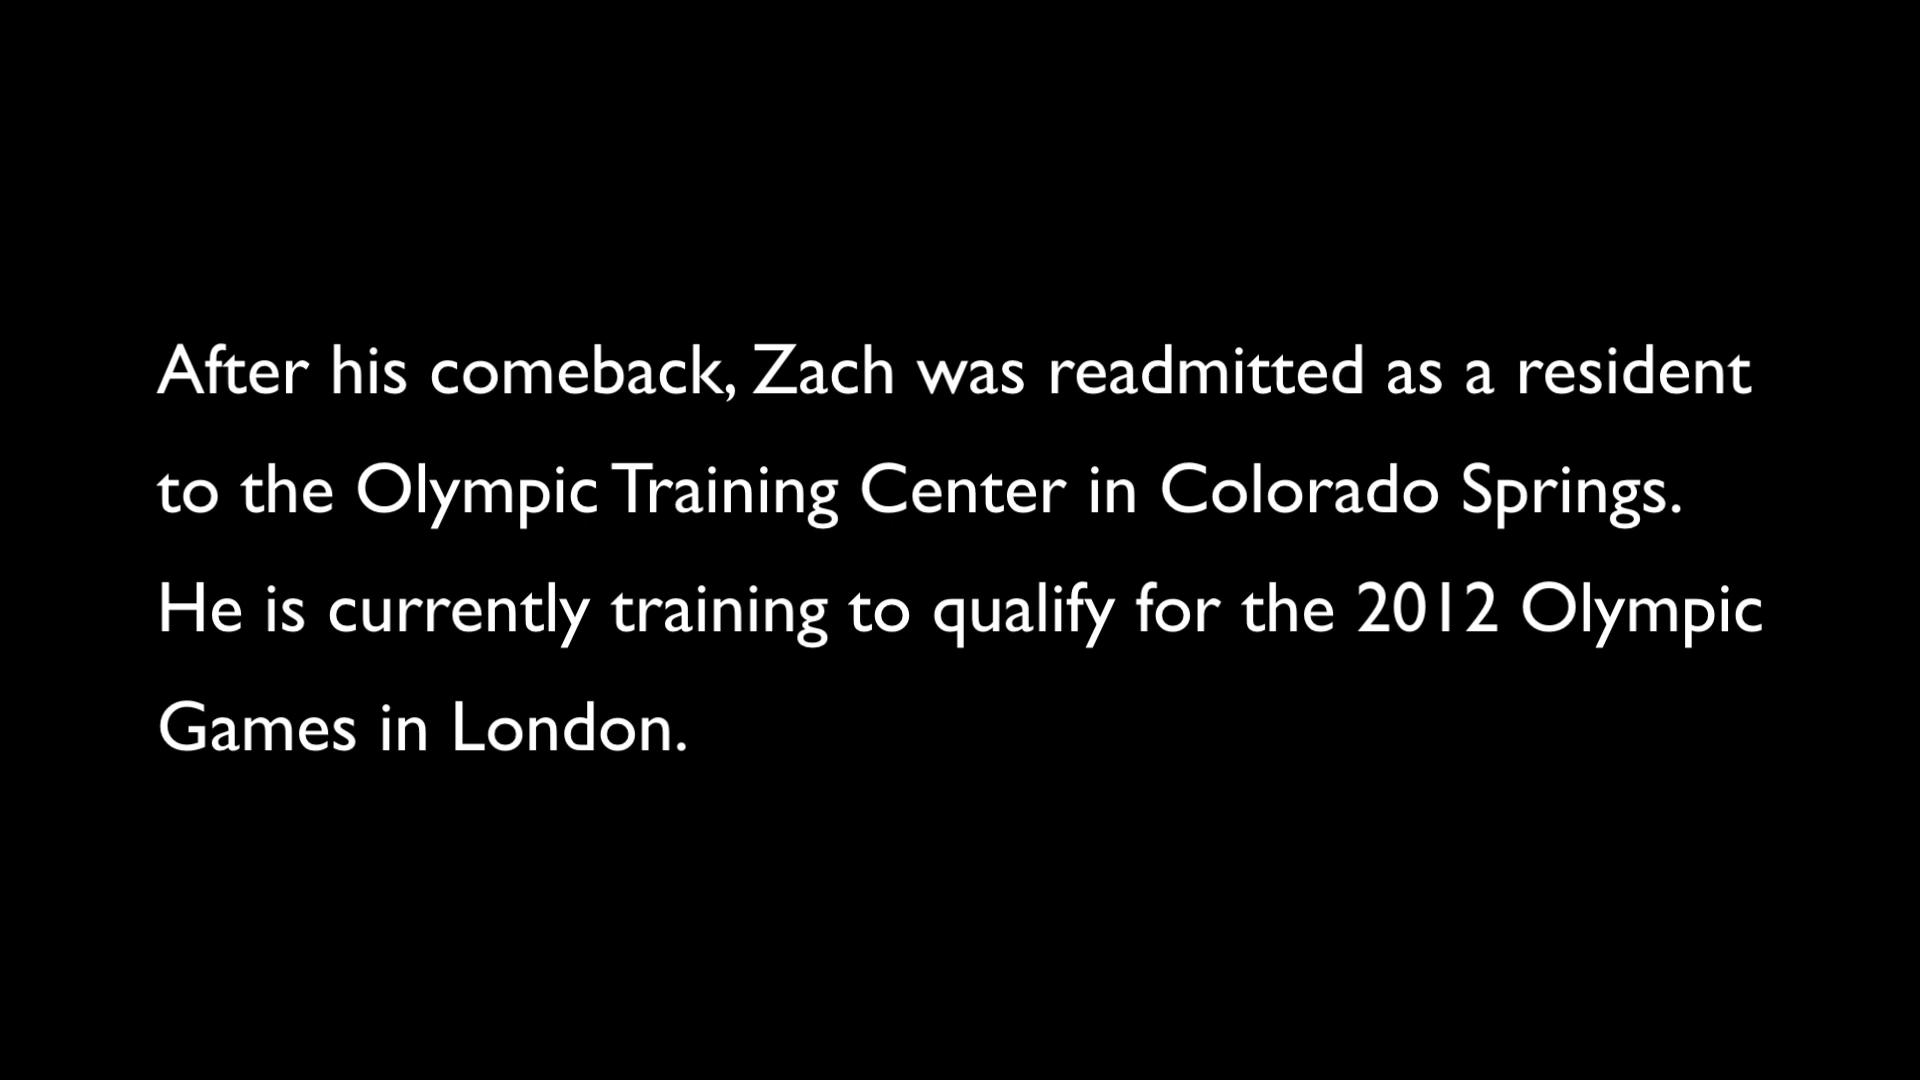 After his comeback, Zach was readmitted as a resident
to the Olympic Training Center in Colorado Springs.
He is currently training to qualify for the 2012 Olympic
Games in London.